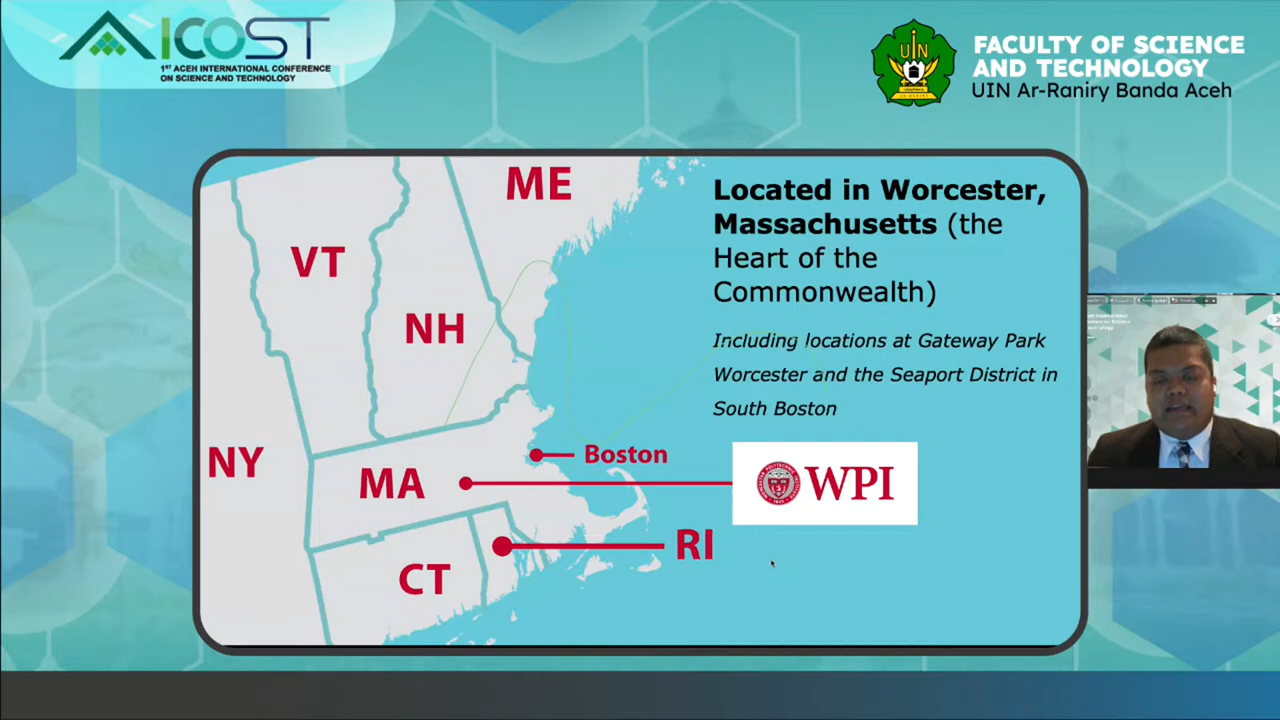 AICOST
1ST ACEH INTERNATIONAL CONFERENCE
ON SCIENCE AND TECHNOLOGY
UIN
FACULTY OF SCIENCE
AND TECHNOLOGY
UIN Ar-Raniry Banda Aceh
ME
VT
NH
NY
MA
CT
Boston
RI
Located in Worcester,
Massachusetts (the
Heart of the
Commonwealth)
Including locations at Gateway Park
Worcester and the Seaport District in
South Boston
WPI